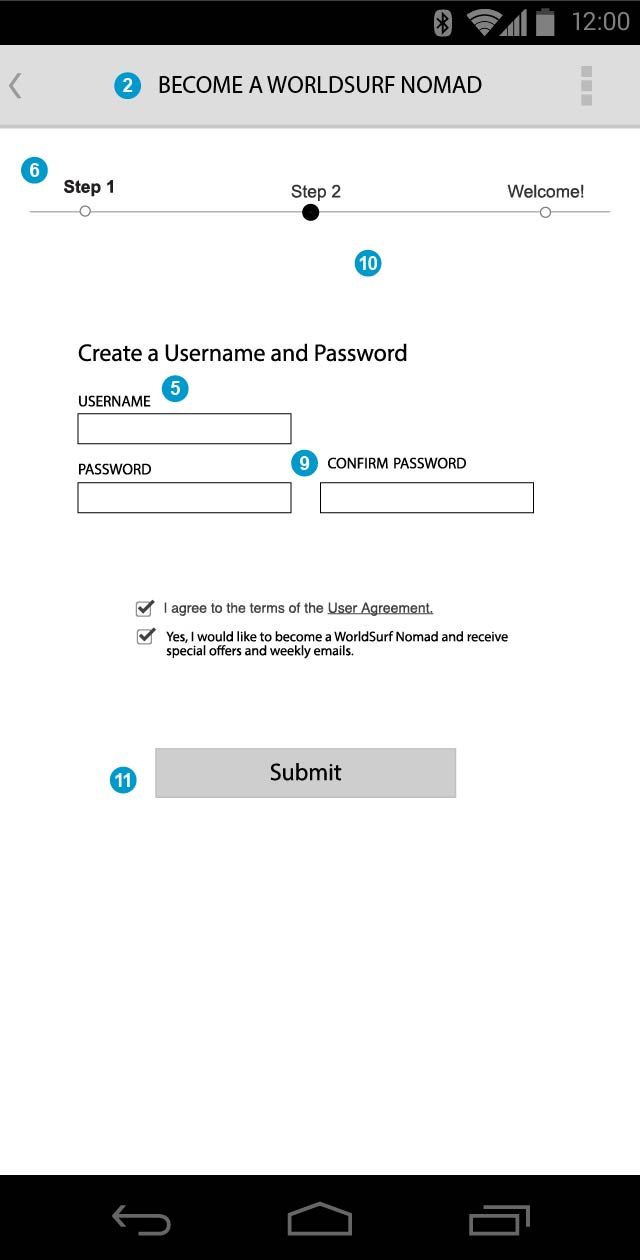 12:00
2 BECOME A WORLDSURF NOMAD
6
Step 1 Step 2 Welcome!
10
Create a Username and Password
USERNAME 5
PASSWORD 9 CONFIRM PASSWORD
I agree to the terms of the User Agreement.
Yes, I would like to become a WorldSurf Nomad and receive
special offers and weekly emails.
11 Submit